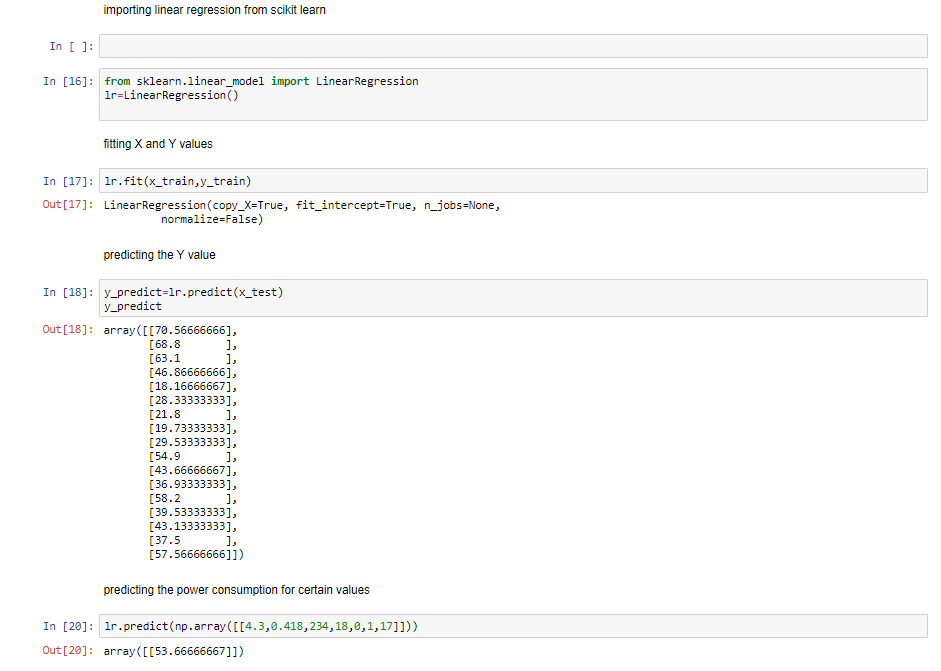 importing linear regression from scikit learn
In [ ]:
In [16]: from sklearn.linear_model import LinearRegression
lr=LinearRegression()
fitting X and Y values
In [17]: lr.fit(x_train,y_train)
Out[17]: LinearRegression(copy_X=True, fit_intercept=True, n_jobs=None,
normalize=False)
predicting the Y value
In [18]: y_predict=lr.predict(x_test)
y_predict
Out[18]: array([[70.56666666],
[68.8      ],
[63.1      ],
[46.86666666],
[18.16666667],
[28.33333333],
[21.8      ],
[19.73333333],
[29.53333333],
[54.9      ],
[43.66666667],
[36.93333333],
[58.2      ],
[39.53333333],
[43.13333333],
[37.5      ],
[57.56666666]])
predicting the power consumption for certain values
In [20]: lr.predict(np.array([[4.3,0.418,234,18,0,1,17]]))
Out[20]: array([[53.66666667]])